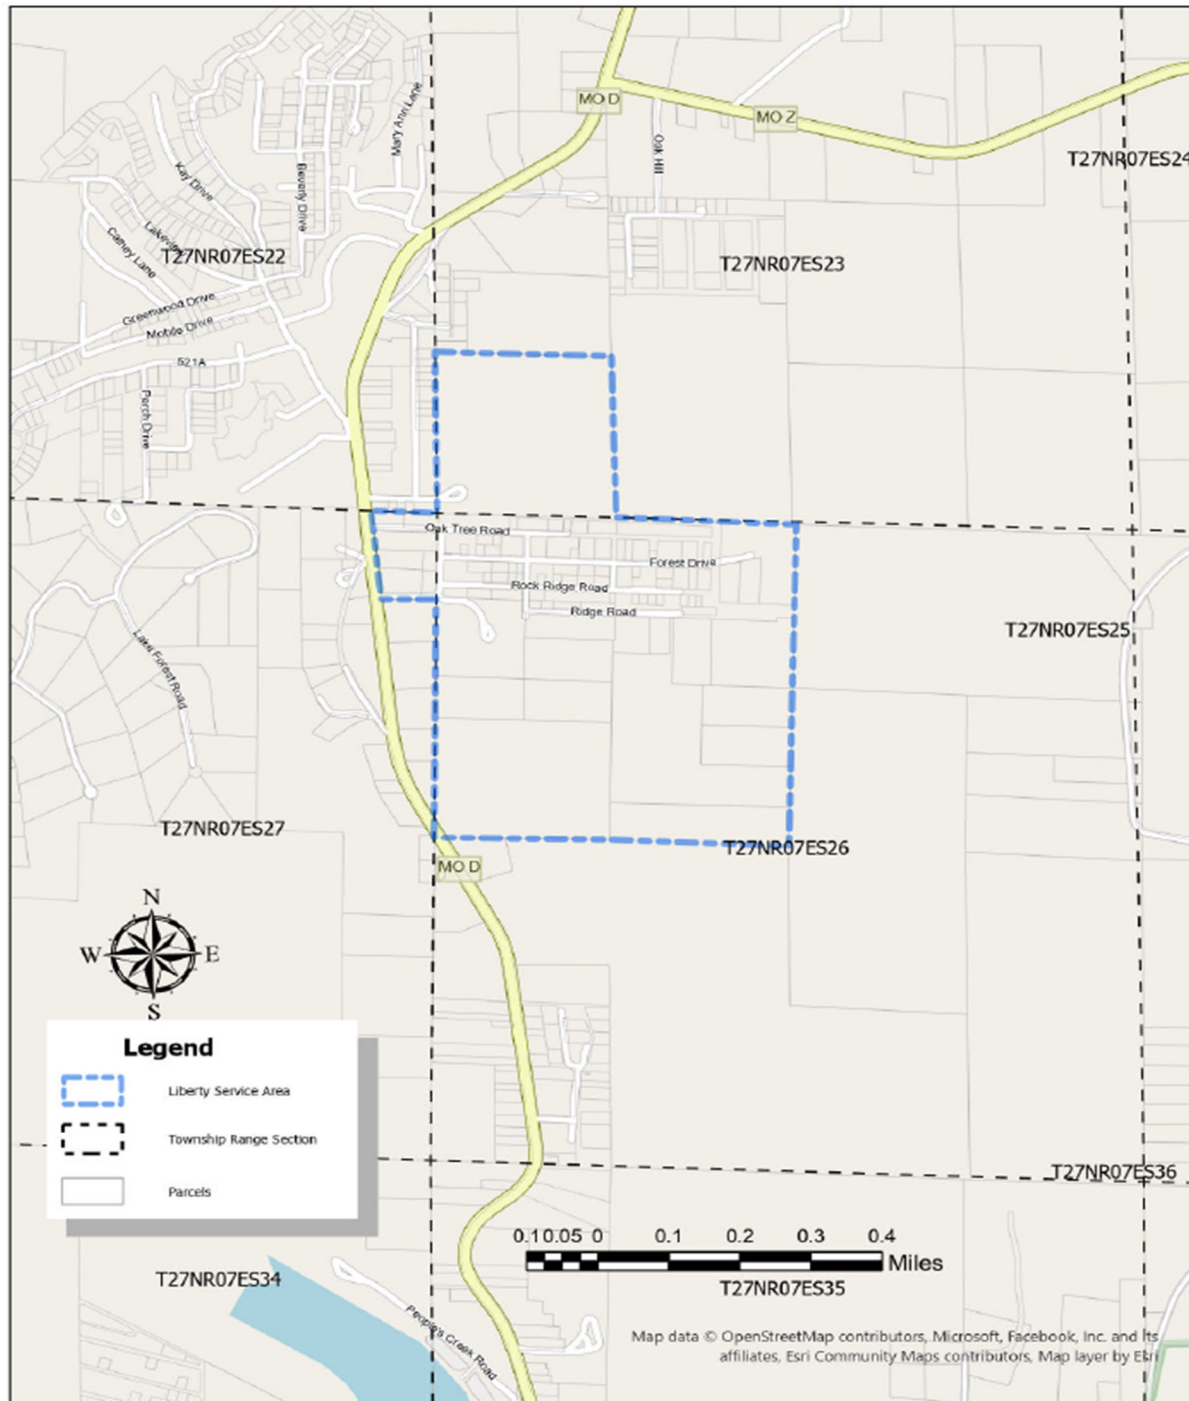 MO D
MO Z
T27NR07ES24
Mary Ann Lane
Oak Hill
Kay Drive
Beverly Drive
Lakeview
Cathey Lane
T27NR07ES22
T27NR07ES23
Greenwood Drive
Mobile Drive
521A
Perch Drive
Oak Tree Road
Forest Drive
Rock Ridge Road
Ridge Road
T27NR07ES25
Lake Forest Road
T27NR07ES27
T27NR07ES26
MO D
N
W E
S
Legend
Liberty Service Area
Township Range Section
Parcels
T27NR07ES36
0.10.05 0 0.1 0.2 0.3 0.4
Miles
T27NR07ES34
T27NR07ES35
People's Creek Road
Map data © OpenStreetMap contributors, Microsoft, Facebook, Inc. and its
affiliates, Esri Community Maps contributors, Map layer by Esri